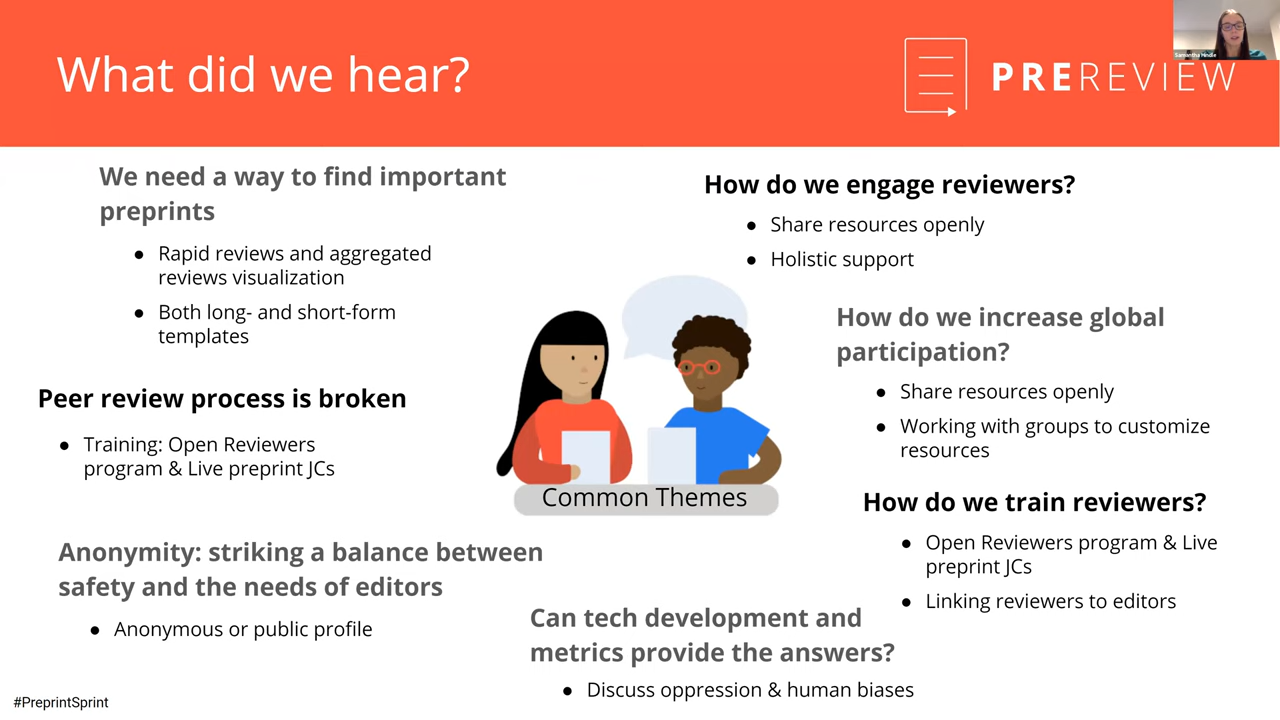 What did we hear?
PREREVIEW
Samantha Hindle
We need a way to find important
preprints
● Rapid reviews and aggregated
reviews visualization
● Both long- and short-form
templates
Peer review process is broken
● Training: Open Reviewers
program & Live preprint JCs
Anonymity: striking a balance between
safety and the needs of editors
● Anonymous or public profile
Common Themes
How do we engage reviewers?
● Share resources openly
● Holistic support
How do we increase global
participation?
● Share resources openly
● Working with groups to customize
resources
How do we train reviewers?
● Open Reviewers program & Live
preprint JCs
● Linking reviewers to editors
Can tech development and
metrics provide the answers?
● Discuss oppression & human biases
#PreprintSprint